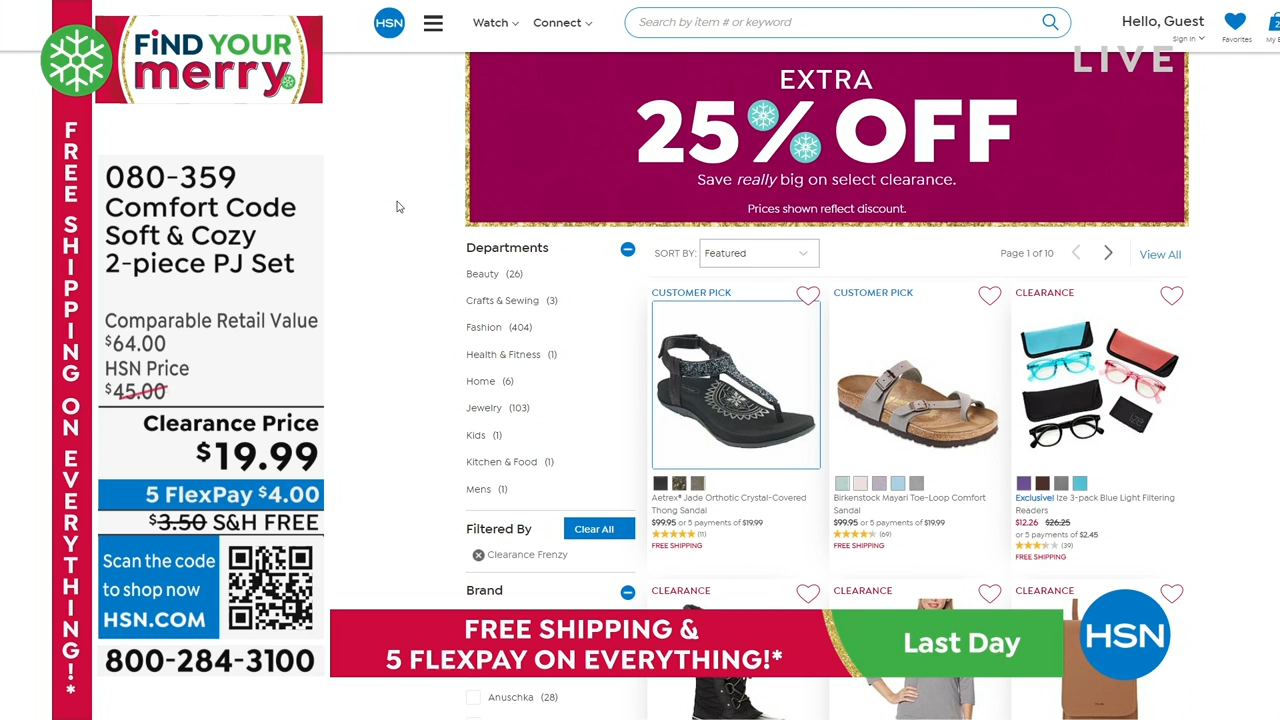 FiND YOUR
merry
FREE SHIPPING ON EVERYTHING!*
080-359
Comfort Code
Soft & Cozy
2-piece PJ Set
Comparable Retail Value
$64.00
HSN Price
$45.00
Clearance Price
$19.99
5 FlexPay $4.00
$3.50 S&H FREE
Scan the code
to shop now
HSN.COM
800-284-3100
HSN
Watch
Connect
Search by item # or keyword
Hello, Guest
Sign In
Favorites
LIVE
EXTRA
25% OFF
Save really big on select clearance.
Prices shown reflect discount.
Departments
Beauty (26)
Crafts & Sewing (3)
Fashion (404)
Health & Fitness (1)
Home (6)
Jewelry (103)
Kids (1)
Kitchen & Food (1)
Mens (1)
Filtered By
Clear All
Clearance Frenzy
Brand
Anuschka (28)
SORT BY: Featured
Page 1 of 10
View All
CUSTOMER PICK
Aetrex® Jade Orthotic Crystal-Covered
Thong Sandal
$99.95 or 5 payments of $19.99
(11)
FREE SHIPPING
CUSTOMER PICK
Birkenstock Mayari Toe-Loop Comfort
Sandal
$99.95 or 5 payments of $19.99
(69)
FREE SHIPPING
CLEARANCE
Exclusive! Ize 3-pack Blue Light Filtering
Readers
$12.26 $26.25
or 5 payments of $2.45
(39)
FREE SHIPPING
CLEARANCE
CLEARANCE
CLEARANCE
FREE SHIPPING &
5 FLEXPAY ON EVERYTHING!*
Last Day
HSN